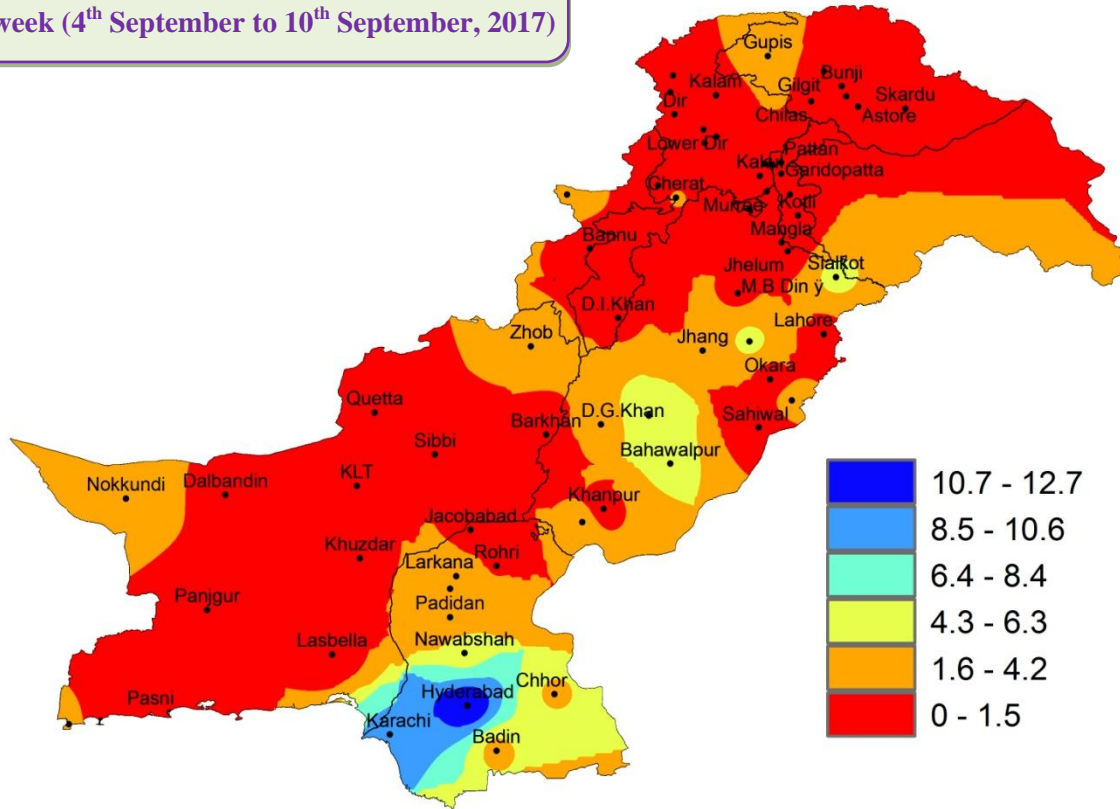 week (4th September to 10th September, 2017)
Gupis
Kalam
Gilgit
Bunji
Dir
Skardu
Chilas
Astore
Lower Dir
Pattan
Garidopatta
Cherat
Murree
Kotli
Bannu
Mangla
Sialkot
Jhelum
M.B Din ÿ
D.I.Khan
Lahore
Zhob
Jhang
Okara
Quetta
D.G.Khan
Sahiwal
Barkhan
Sibbi
Bahawalpur
KLT
Nokkundi
Dalbandin
Khanpur
Jacobabad
Khuzdar
Rohri
Larkana
Panjgur
Padidan
Lasbella
Nawabshah
Chhor
Pasni
Hyderabad
Karachi
Badin
10.7 - 12.7
8.5 - 10.6
6.4 - 8.4
4.3 - 6.3
1.6 - 4.2
0 - 1.5